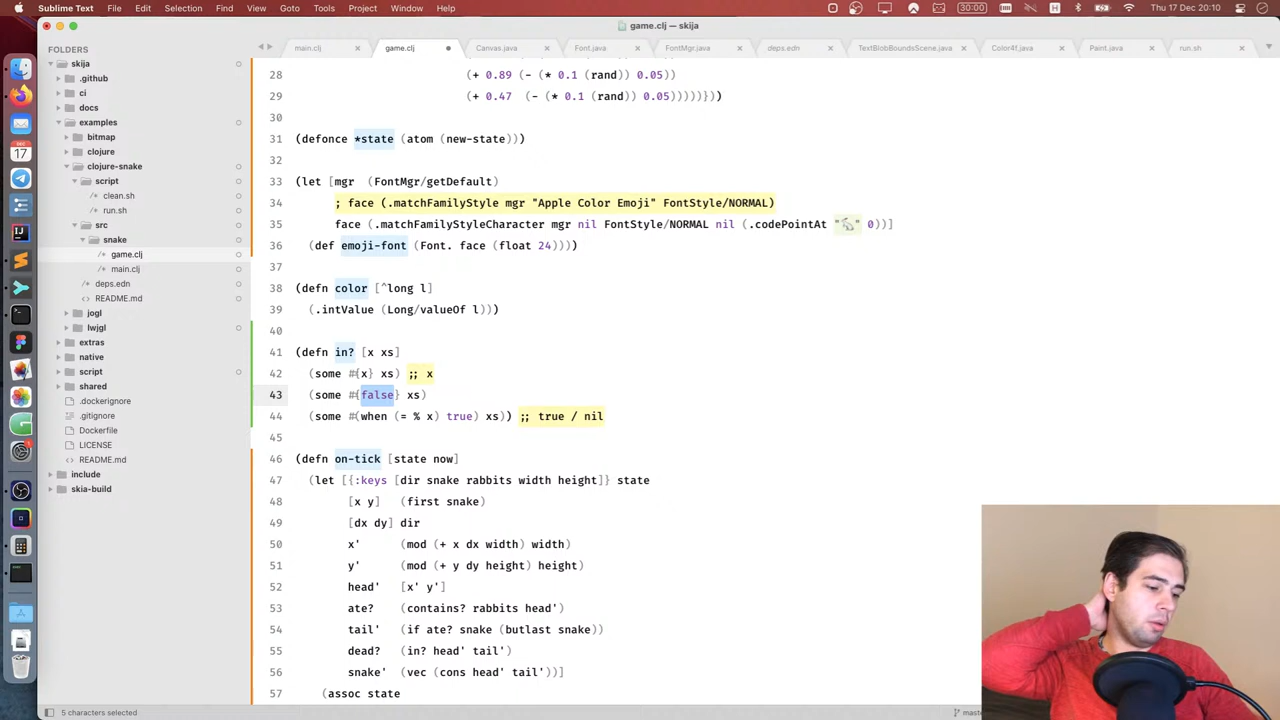 Sublime Text File Edit Selection Find View Goto Tools Project Window Help 30:00 Thu 17 Dec 20:10
game.clj — skija
FOLDERS
skija
.github
ci
docs
examples
bitmap
clojure
clojure-snake
script
clean.sh
run.sh
src
snake
game.clj
main.clj
deps.edn
README.md
jogl
lwjgl
extras
native
script
shared
.dockerignore
.gitignore
Dockerfile
LICENSE
README.md
include
skia-build
main.clj game.clj Canvas.java Font.java FontMgr.java deps.edn TextBlobBoundsScene.java Color4f.java Paint.java run.sh
28 (+ 0.89 (- (* 0.1 (rand)) 0.05))
29 (+ 0.47 (- (* 0.1 (rand)) 0.05)))))}))
30
31 (defonce *state (atom (new-state)))
32
33 (let [mgr (FontMgr/getDefault)
34 ; face (.matchFamilyStyle mgr "Apple Color Emoji" FontStyle/NORMAL)
35 face (.matchFamilyStyleCharacter mgr nil FontStyle/NORMAL nil (.codePointAt "🐇" 0))]
36 (def emoji-font (Font. face (float 24))))
37
38 (defn color [^long l]
39 (.intValue (Long/valueOf l)))
40
41 (defn in? [x xs]
42 (some #{x} xs) ;; x
43 (some #{false} xs)
44 (some #(when (= % x) true) xs)) ;; true / nil
45
46 (defn on-tick [state now]
47 (let [{:keys [dir snake rabbits width height]} state
48 [x y] (first snake)
49 [dx dy] dir
50 x' (mod (+ x dx width) width)
51 y' (mod (+ y dy height) height)
52 head' [x' y']
53 ate? (contains? rabbits head')
54 tail' (if ate? snake (butlast snake))
55 dead? (in? head' tail')
56 snake' (vec (cons head' tail'))]
57 (assoc state
5 characters selected